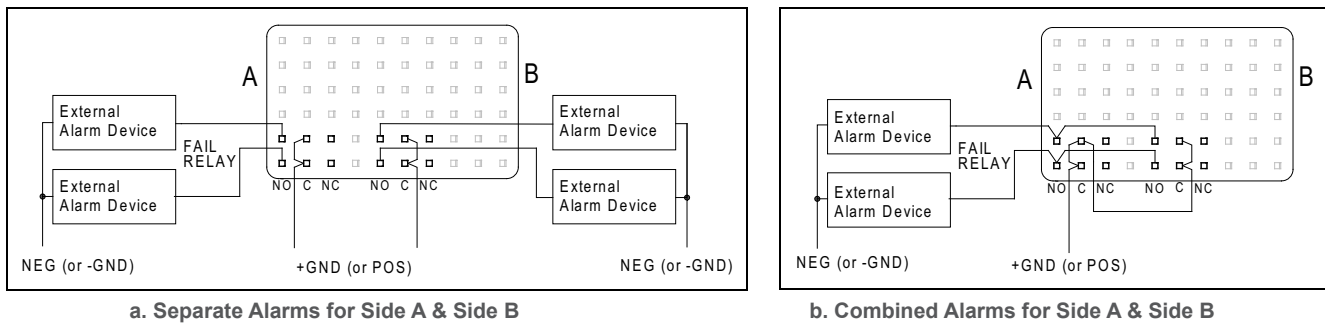 A
B
External
Alarm Device
External
Alarm Device
FAIL
RELAY
NO C NC NO C NC
External
Alarm Device
External
Alarm Device
NEG (or -GND)
+GND (or POS)
NEG (or -GND)
a. Separate Alarms for Side A & Side B
A
B
External
Alarm Device
External
Alarm Device
FAIL
RELAY
NO C NC NO C NC
NEG (or -GND)
+GND (or POS)
b. Combined Alarms for Side A & Side B